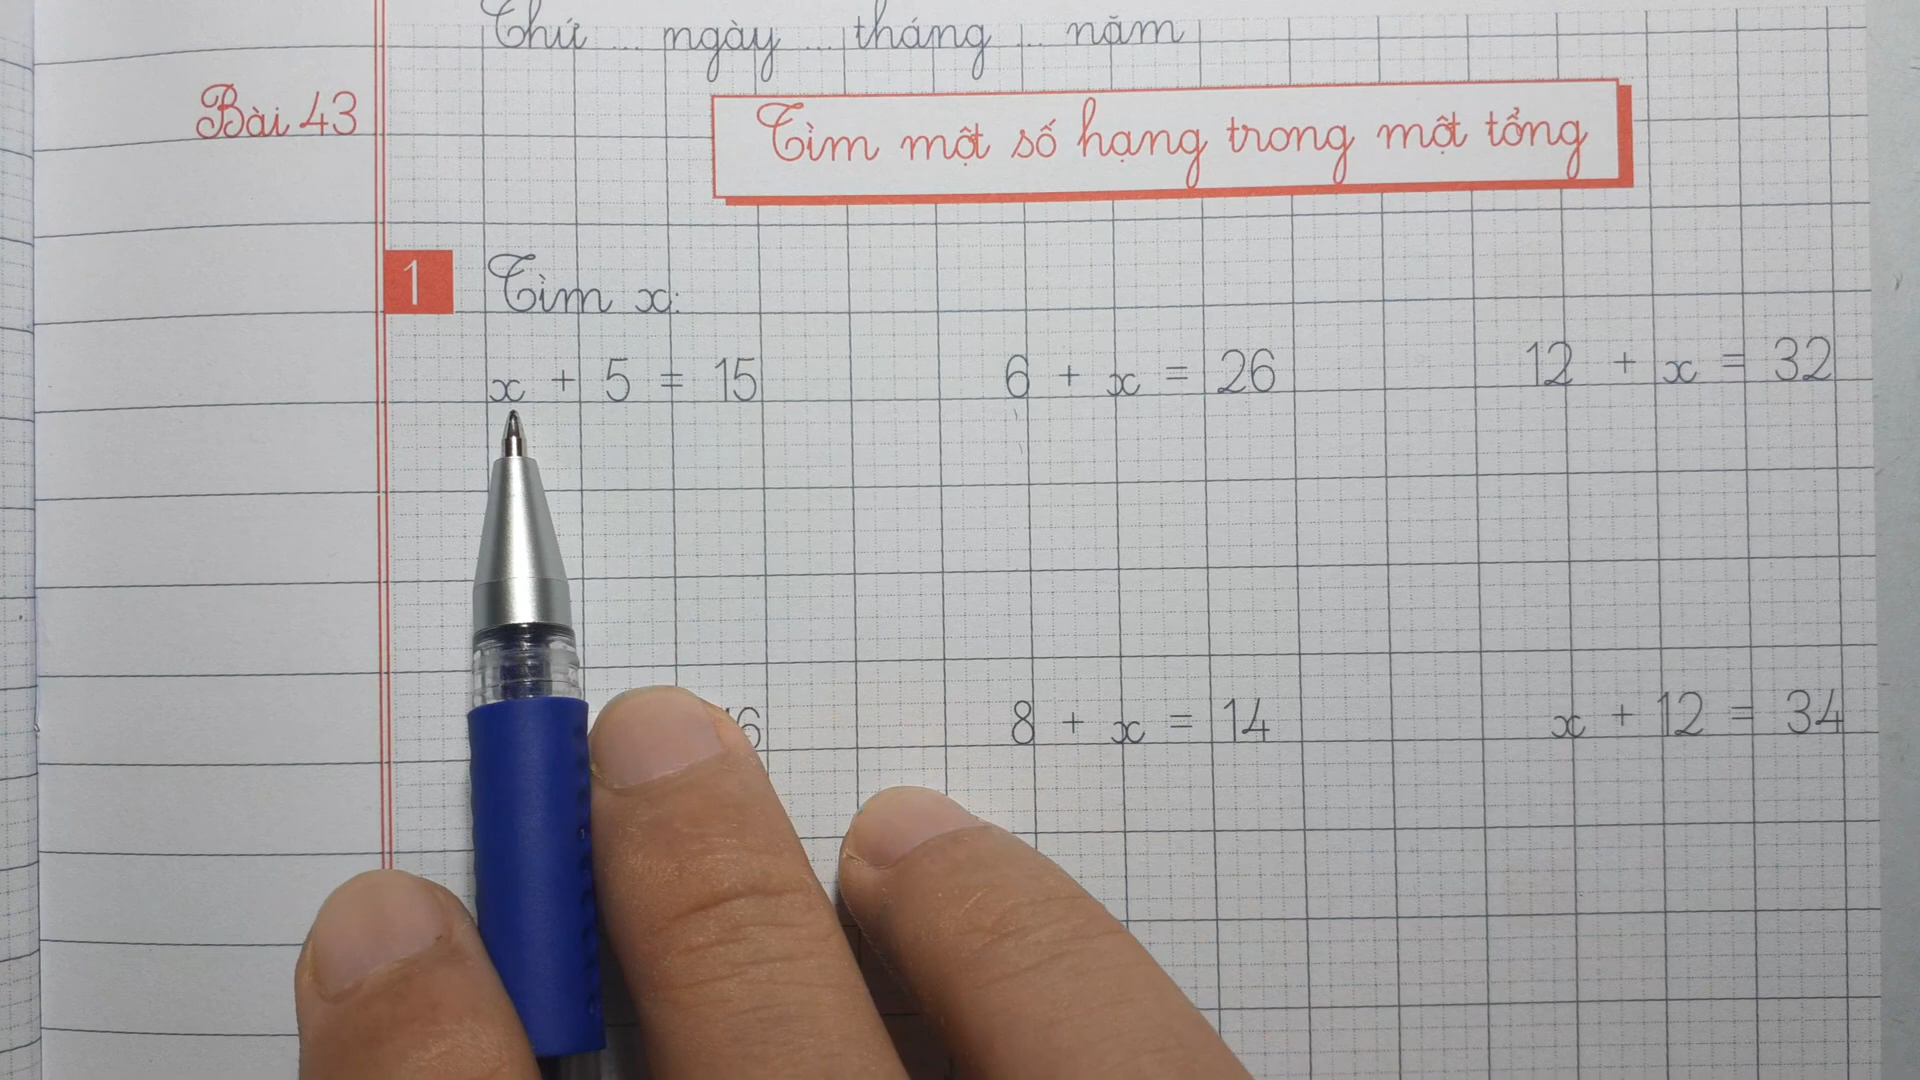 Thứ ... ngày ... tháng ... năm
Bài 43
Tìm một số hạng trong một tổng
1 Tìm x:
x + 5 = 15 6 + x = 26 12 + x = 32
8 + x = 14 x + 12 = 34